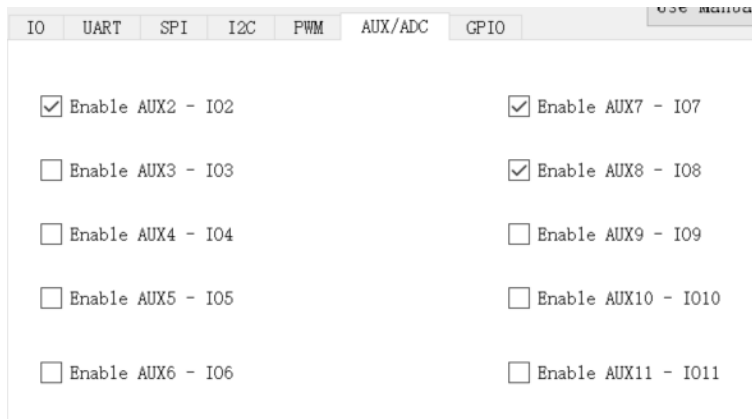 IO UART SPI I2C PWM AUX/ADC GPIO
Enable AUX2 - IO2
Enable AUX3 - IO3
Enable AUX4 - IO4
Enable AUX5 - IO5
Enable AUX6 - IO6
Enable AUX7 - IO7
Enable AUX8 - IO8
Enable AUX9 - IO9
Enable AUX10 - IO10
Enable AUX11 - IO11